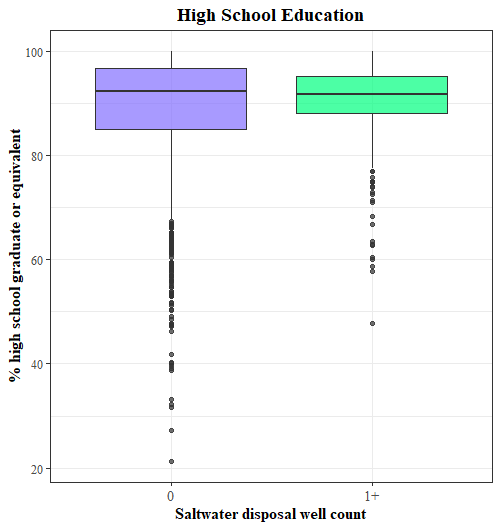 High School Education
% high school graduate or equivalent
100
80
60
40
20
0
1+
Saltwater disposal well count